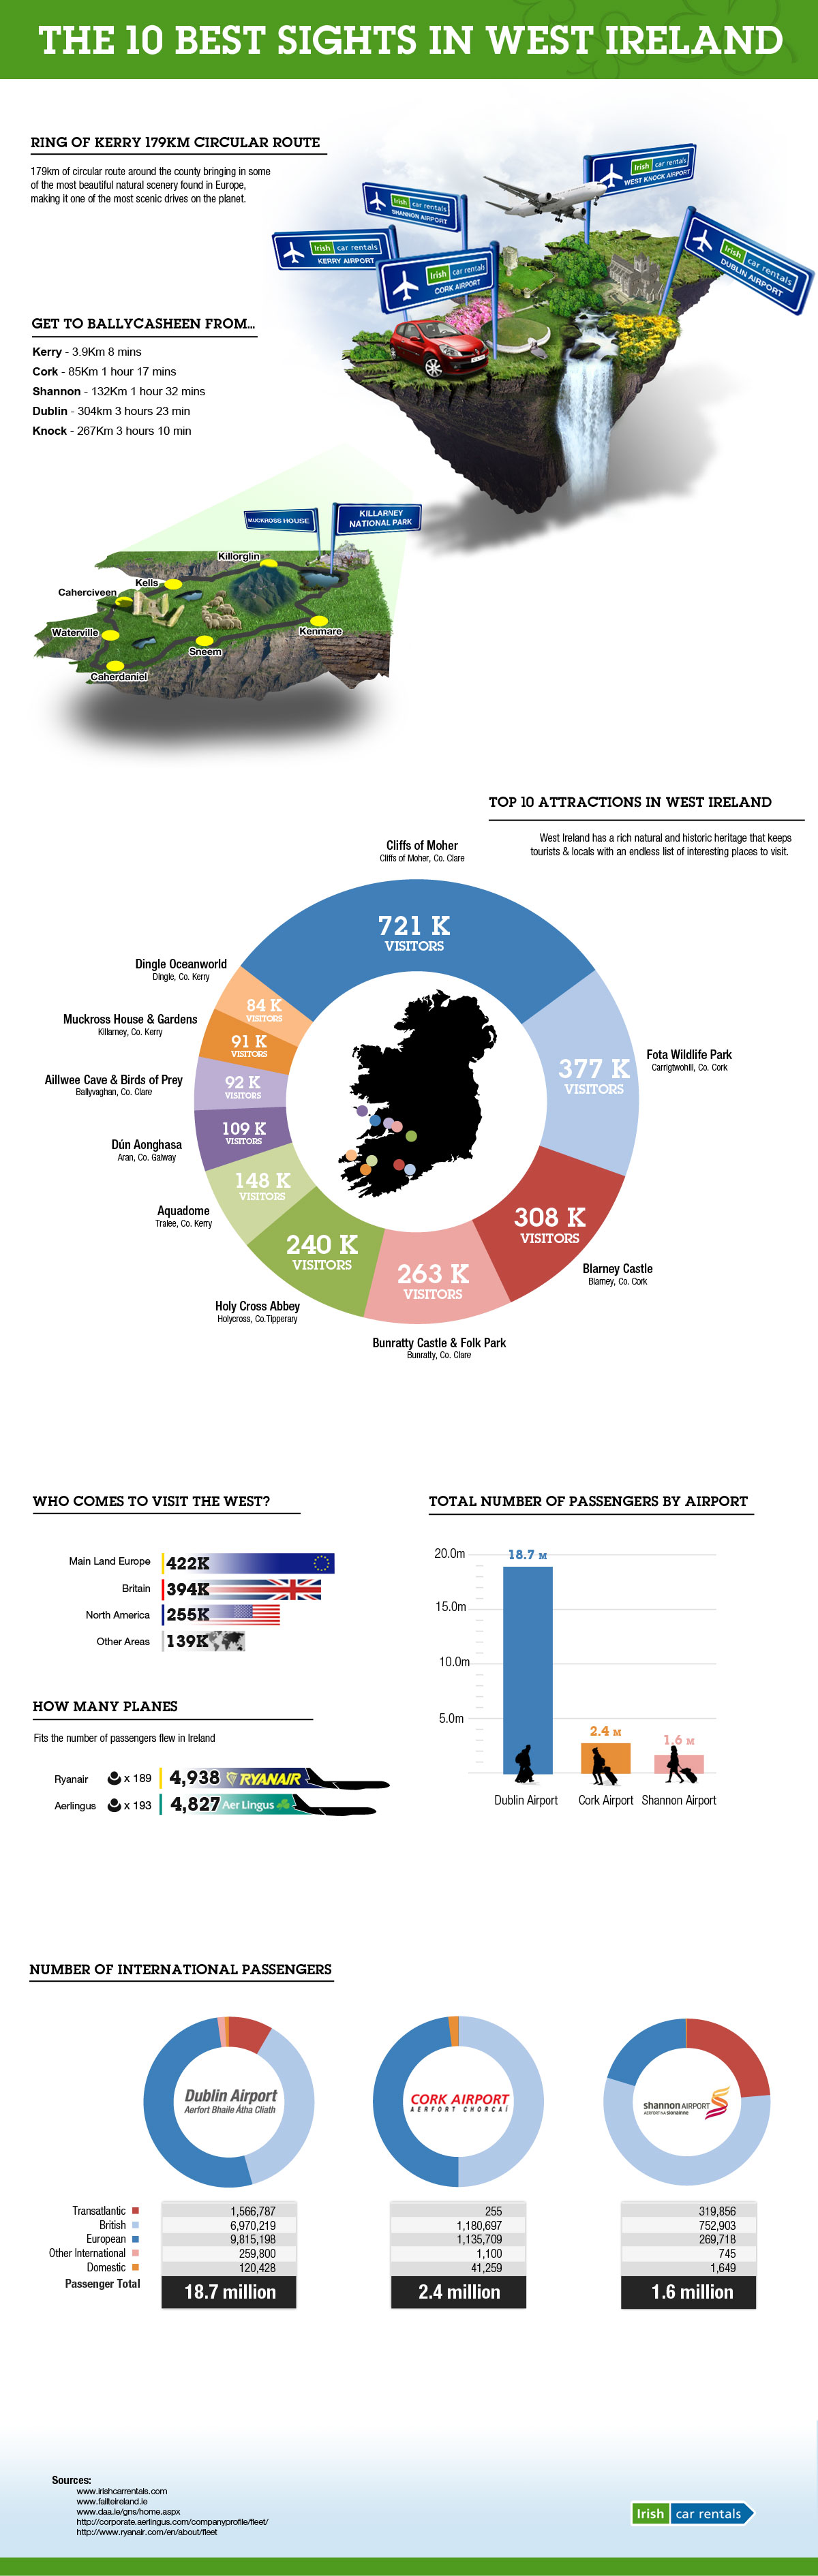 THE 10 BEST SIGHTS IN WEST IRELAND
RING OF KERRY 179KM CIRCULAR ROUTE
179km of circular route around the county bringing in some
of the most beautiful natural scenery found in Europe,
making it one of the most scenic drives on the planet.
Irish car rentals
WEST KNOCK AIRPORT
Irish car rentals
SHANNON AIRPORT
Irish car rentals
KERRY AIRPORT
Irish car rentals
CORK AIRPORT
Irish car rentals
DUBLIN AIRPORT
GET TO BALLYCASHEEN FROM...
Kerry - 3.9Km 8 mins
Cork - 85Km 1 hour 17 mins
Shannon - 132Km 1 hour 32 mins
Dublin - 304km 3 hours 23 min
Knock - 267Km 3 hours 10 min
MUCKROSS HOUSE
KILLARNEY
NATIONAL PARK
Killorglin
Kells
Caherciveen
Waterville
Kenmare
Sneem
Caherdaniel
TOP 10 ATTRACTIONS IN WEST IRELAND
West Ireland has a rich natural and historic heritage that keeps
tourists & locals with an endless list of interesting places to visit.
Cliffs of Moher
Cliffs of Moher, Co. Clare
721 K
VISITORS
Dingle Oceanworld
Dingle, Co. Kerry
84 K
VISITORS
Muckross House & Gardens
Killarney, Co. Kerry
91 K
VISITORS
Fota Wildlife Park
Carrigtwohill, Co. Cork
377 K
VISITORS
Aillwee Cave & Birds of Prey
Ballyvaghan, Co. Clare
92 K
VISITORS
Dún Aonghasa
Aran, Co. Galway
109 K
VISITORS
Aquadome
Tralee, Co. Kerry
148 K
VISITORS
308 K
VISITORS
Blarney Castle
Blarney, Co. Cork
240 K
VISITORS
Holy Cross Abbey
Holycross, Co.Tipperary
263 K
VISITORS
Bunratty Castle & Folk Park
Bunratty, Co. Clare
WHO COMES TO VISIT THE WEST?
Main Land Europe 422K
Britain 394K
North America 255K
Other Areas 139K
HOW MANY PLANES
Fits the number of passengers flew in Ireland
Ryanair x 189 4,938 RYANAIR
Aerlingus x 193 4,827 Aer Lingus
TOTAL NUMBER OF PASSENGERS BY AIRPORT
20.0m
15.0m
10.0m
5.0m
18.7 M
2.4 M
1.6 M
Dublin Airport Cork Airport Shannon Airport
NUMBER OF INTERNATIONAL PASSENGERS
Dublin Airport
Aerfort Bhaile Átha Cliath
CORK AIRPORT
AERFORT CHORCAÍ
shannon AIRPORT
AERFORT NA SIONAINNE
Transatlantic 1,566,787 255 319,856
British 6,970,219 1,180,697 752,903
European 9,815,198 1,135,709 269,718
Other International 259,800 1,100 745
Domestic 120,428 41,259 1,649
Passenger Total 18.7 million 2.4 million 1.6 million
Sources:
www.irishcarrentals.com
www.failteireland.ie
www.daa.ie/gns/home.aspx
http://corporate.aerlingus.com/companyprofile/fleet/
http://www.ryanair.com/en/about/fleet
Irish car rentals